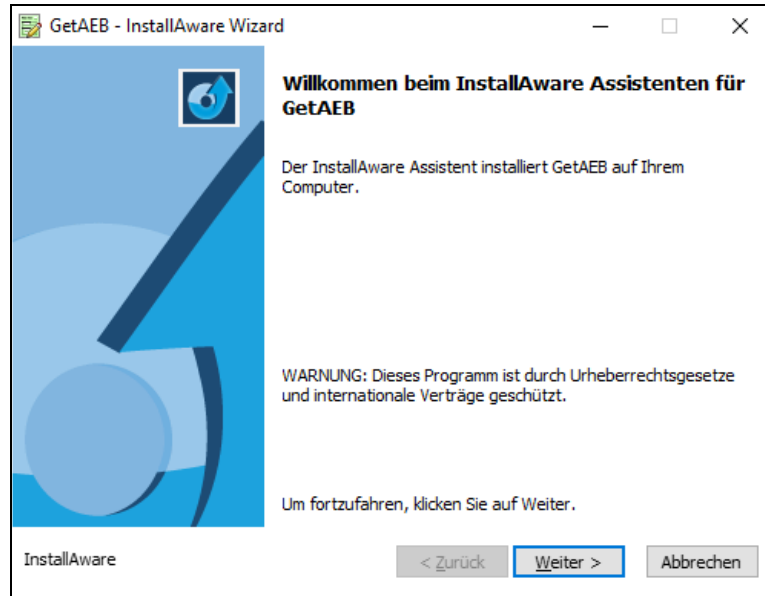 GetAEB - InstallAware Wizard
Willkommen beim InstallAware Assistenten für
GetAEB
Der InstallAware Assistent installiert GetAEB auf Ihrem
Computer.
WARNUNG: Dieses Programm ist durch Urheberrechtsgesetze
und internationale Verträge geschützt.
Um fortzufahren, klicken Sie auf Weiter.
InstallAware
< Zurück
Weiter >
Abbrechen